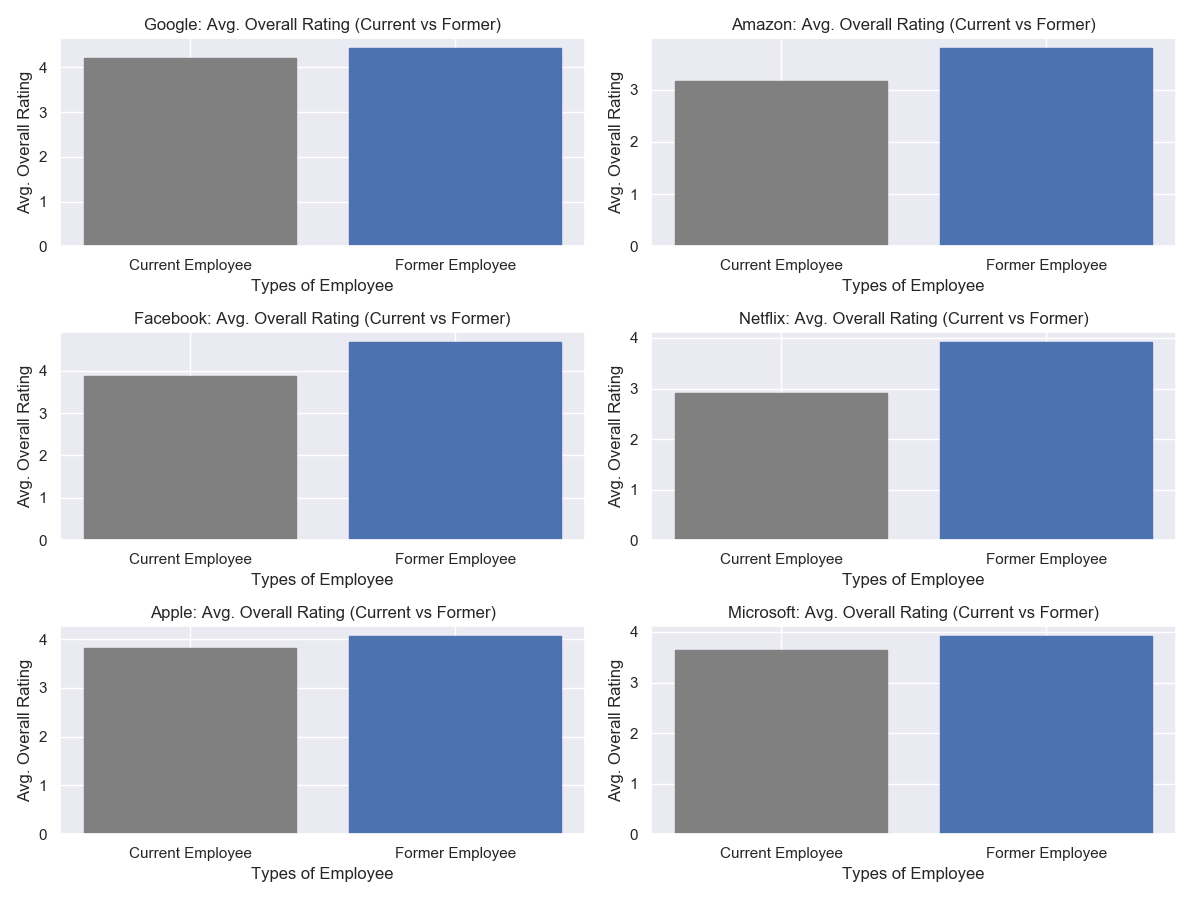 Google: Avg. Overall Rating (Current vs Former)
Avg. Overall Rating
4
3
2
1
0
Current Employee
Former Employee
Types of Employee
Amazon: Avg. Overall Rating (Current vs Former)
Avg. Overall Rating
3
2
1
0
Current Employee
Former Employee
Types of Employee
Facebook: Avg. Overall Rating (Current vs Former)
Avg. Overall Rating
4
3
2
1
0
Current Employee
Former Employee
Types of Employee
Netflix: Avg. Overall Rating (Current vs Former)
Avg. Overall Rating
4
3
2
1
0
Current Employee
Former Employee
Types of Employee
Apple: Avg. Overall Rating (Current vs Former)
Avg. Overall Rating
4
3
2
1
0
Current Employee
Former Employee
Types of Employee
Microsoft: Avg. Overall Rating (Current vs Former)
Avg. Overall Rating
4
3
2
1
0
Current Employee
Former Employee
Types of Employee